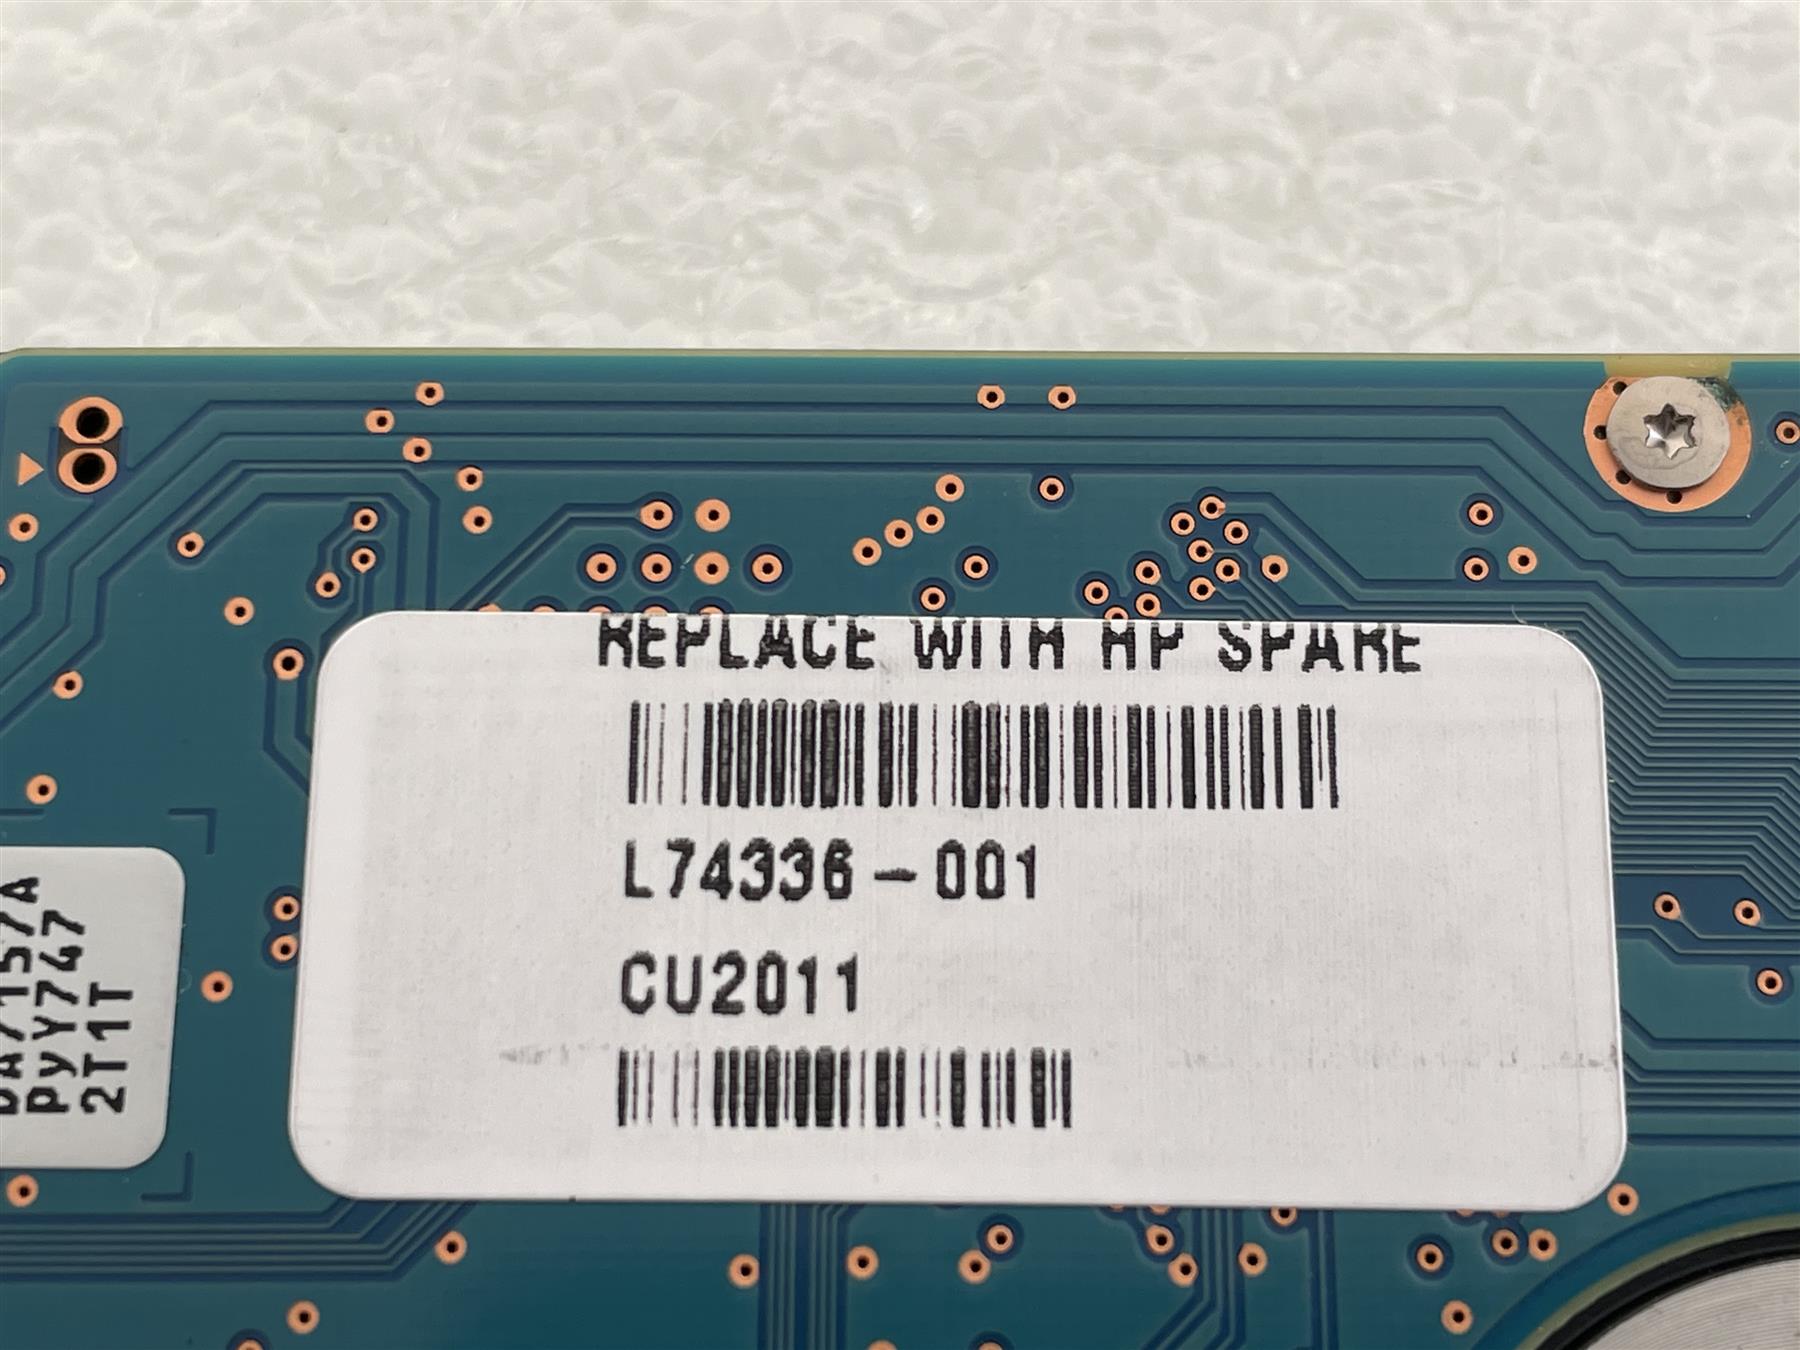 REPLACE WITH HP SPARE
L74336-001
CU2011
PYY747
2T1T